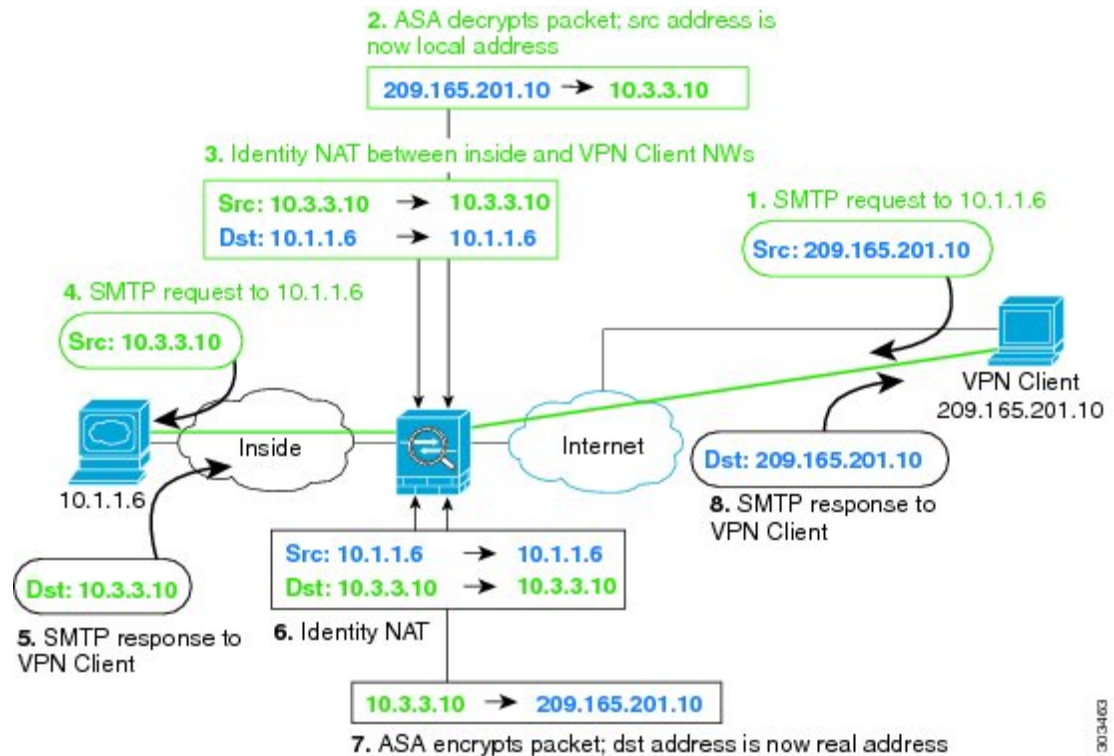 2. ASA decrypts packet; src address is
now local address
209.165.201.10 → 10.3.3.10
3. Identity NAT between inside and VPN Client NWs
Src: 10.3.3.10 → 10.3.3.10
Dst: 10.1.1.6 → 10.1.1.6
1. SMTP request to 10.1.1.6
Src: 209.165.201.10
4. SMTP request to 10.1.1.6
Src: 10.3.3.10
VPN Client
209.165.201.10
Inside
Internet
10.1.1.6
Dst: 209.165.201.10
8. SMTP response to
VPN Client
Src: 10.1.1.6 → 10.1.1.6
Dst: 10.3.3.10 → 10.3.3.10
Dst: 10.3.3.10
5. SMTP response to
VPN Client
6. Identity NAT
10.3.3.10 → 209.165.201.10
7. ASA encrypts packet; dst address is now real address
303463